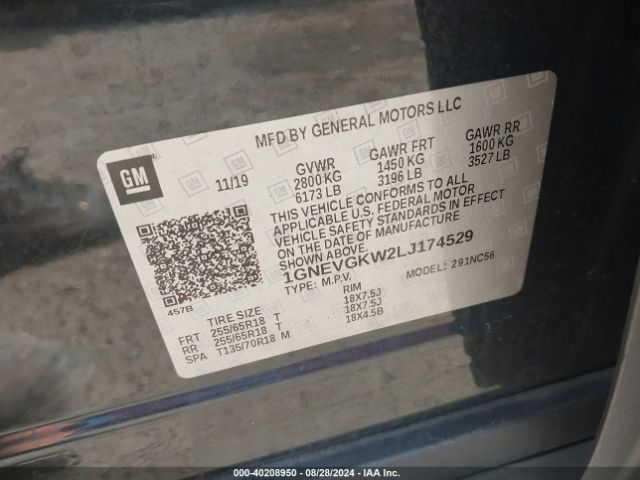 MFD BY GENERAL MOTORS LLC
GM
11/19
GVWR GAWR FRT GAWR RR
2800 KG 1450 KG 1600 KG
6173 LB 3196 LB 3527 LB
THIS VEHICLE CONFORMS TO ALL
APPLICABLE U.S. FEDERAL MOTOR
VEHICLE SAFETY STANDARDS IN EFFECT
ON THE DATE OF MANUFACTURE
SHOWN ABOVE.
1GNEVGKW2LJ174529
TYPE: M.P.V. MODEL: 291NC56
457B
TIRE SIZE RIM
FRT 255/65R18 T 18X7.5J
RR 255/65R18 T 18X7.5J
SPA T135/70R18 M 18X4.5B
000-40208950 - 08/28/2024 - IAA Inc.